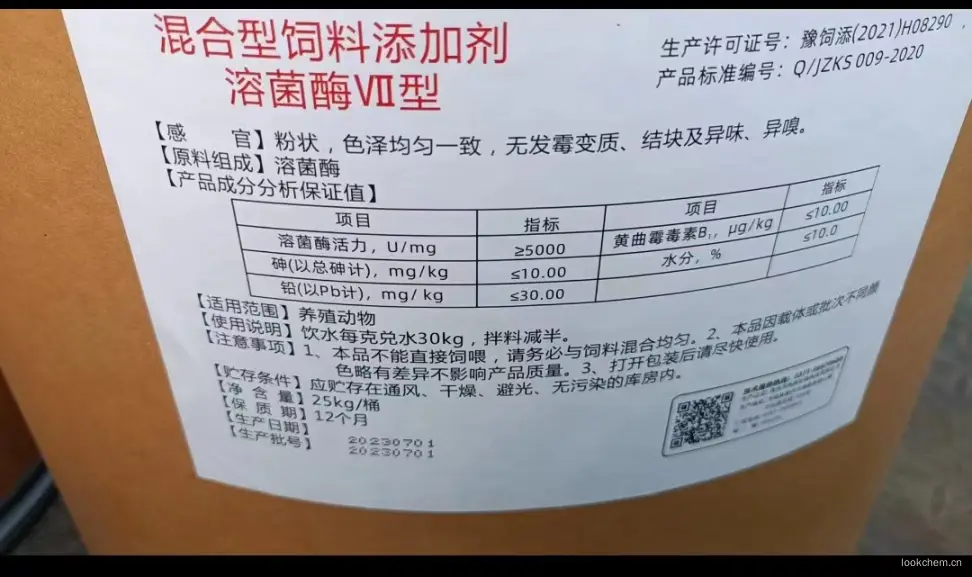 混合型饲料添加剂
溶菌酶Ⅶ型
生产许可证号：豫饲添(2021)H08290
产品标准编号：Q/JZKS 009-2020
【感 官】粉状，色泽均匀一致，无发霉变质、结块及异味、异嗅。
【原料组成】溶菌酶
【产品成分分析保证值】
项目 指标 项目 指标
溶菌酶活力，U/mg ≥5000 黄曲霉毒素B₁，μg/kg ≤10.00
砷(以总砷计)，mg/kg ≤10.00 水分，% ≤10.0
铅(以Pb计)，mg/kg ≤30.00
【适用范围】养殖动物
【使用说明】饮水每克兑水30kg，拌料减半。
【注意事项】1、本品不能直接饲喂，请务必与饲料混合均匀。2、本品因载体或批次不同颜
色略有差异不影响产品质量。3、打开包装后请尽快使用。
【贮存条件】应贮存在通风、干燥、避光、无污染的库房内。
【净 含 量】25kg/桶
【保 质 期】12个月
【生产日期】20230701
【生产批号】20230701
lookchem.cn